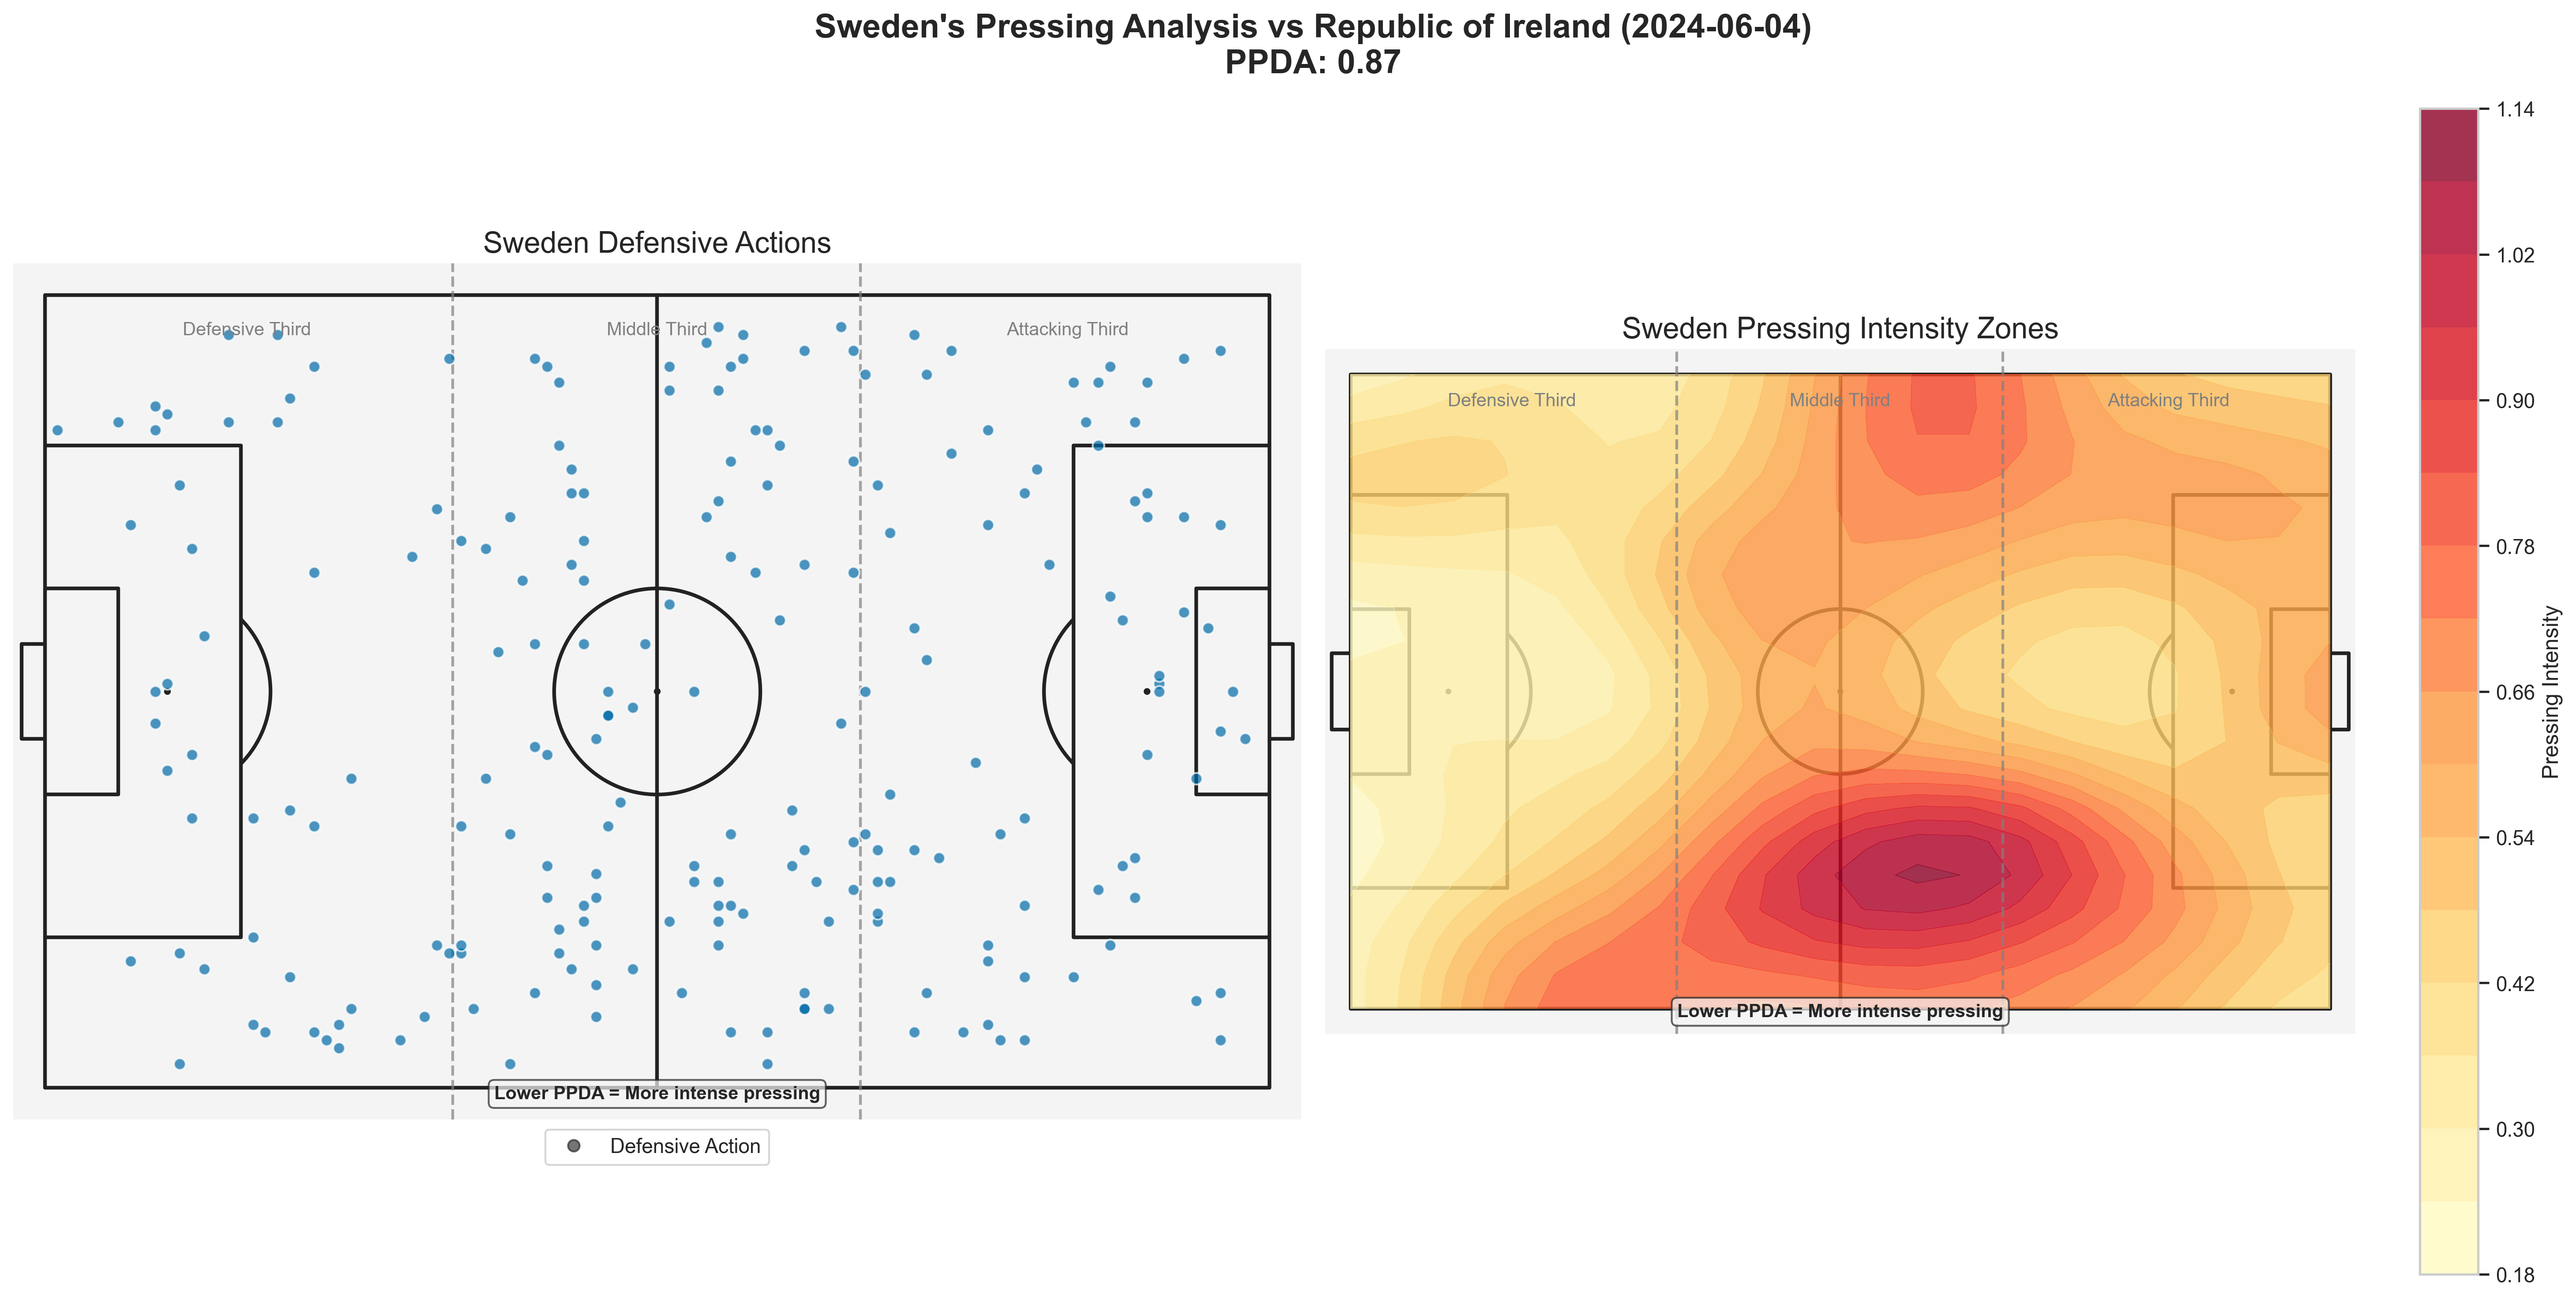 Sweden's Pressing Analysis vs Republic of Ireland (2024-06-04)
PPDA: 0.87
Sweden Defensive Actions
Defensive Third
Middle Third
Attacking Third
Lower PPDA = More intense pressing
Defensive Action
Sweden Pressing Intensity Zones
Defensive Third
Middle Third
Attacking Third
Lower PPDA = More intense pressing
1.14
1.02
0.90
0.78
0.66
0.54
0.42
0.30
0.18
Pressing Intensity